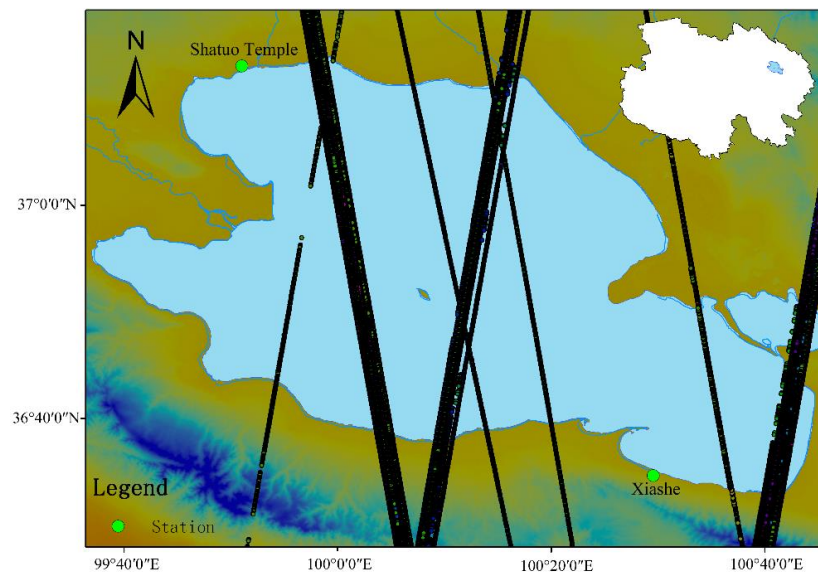 N
Shatuo Temple
37°0′0″N
36°40′0″N
Xiashe
Legend
Station
99°40′0″E
100°0′0″E
100°20′0″E
100°40′0″E